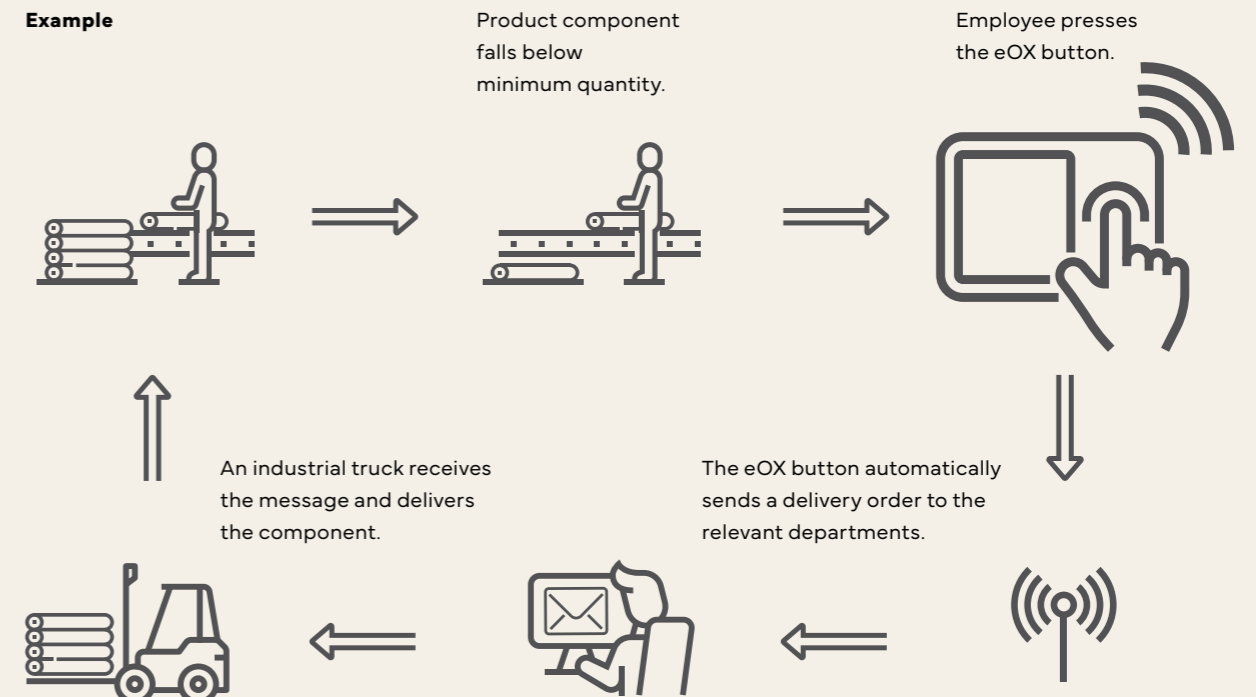 Example
Product component
falls below
minimum quantity.
Employee presses
the eOX button.
An industrial truck receives
the message and delivers
the component.
The eOX button automatically
sends a delivery order to the
relevant departments.